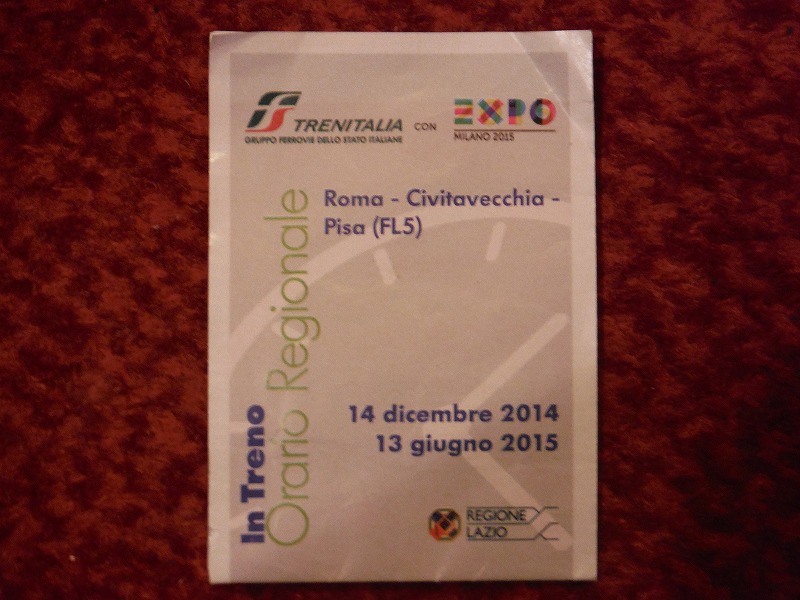 TRENITALIA
GRUPPO FERROVIE DELLO STATO ITALIANE
CON
EXPO
MILANO 2015
Roma - Civitavecchia -
Pisa (FL5)
In Treno
Orario Regionale
14 dicembre 2014
13 giugno 2015
REGIONE
LAZIO